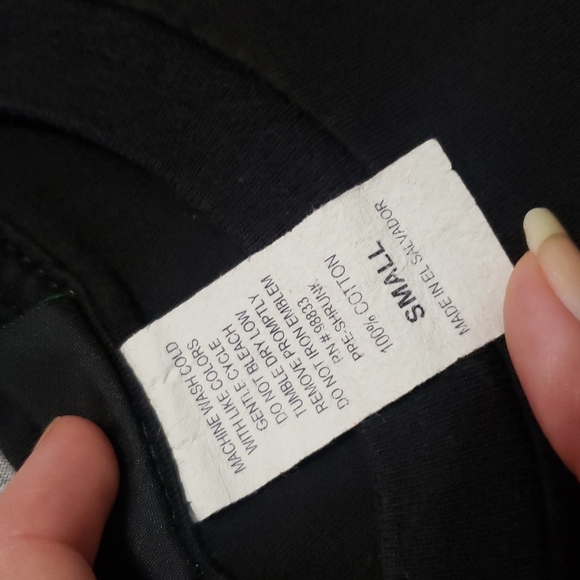 MADE IN EL SALVADOR
SMALL
100% COTTON
PRE-SHRUNK
RN # 98833
DO NOT IRON EMBLEM
REMOVE PROMPTLY
TUMBLE DRY LOW
DO NOT BLEACH
GENTLE CYCLE
WITH LIKE COLORS
MACHINE WASH COLD